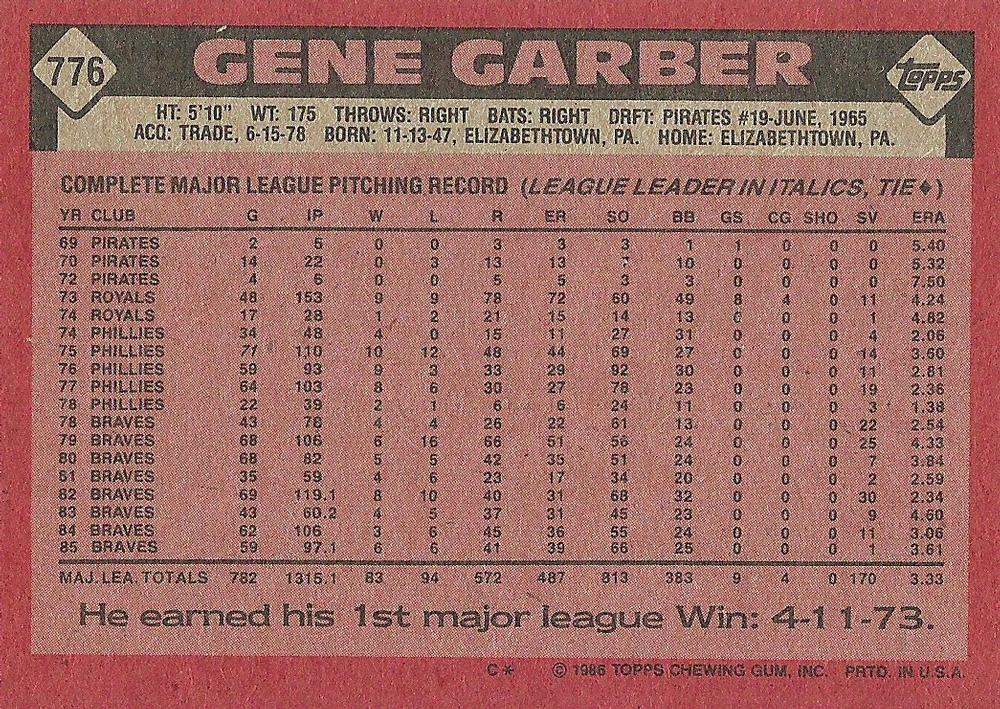 776 GENE GARBER Topps
HT: 5'10" WT: 175 THROWS: RIGHT BATS: RIGHT DRFT: PIRATES #19-JUNE, 1965
ACQ: TRADE, 6-15-78 BORN: 11-13-47, ELIZABETHTOWN, PA. HOME: ELIZABETHTOWN, PA.
COMPLETE MAJOR LEAGUE PITCHING RECORD (LEAGUE LEADER IN ITALICS, TIE♦)
YR CLUB G IP W L R ER SO BB GS CG SHO SV ERA
69 PIRATES 2 5 0 0 3 3 3 1 1 0 0 0 5.40
70 PIRATES 14 22 0 3 13 13 10 0 0 0 0 5.32
72 PIRATES 4 6 0 0 5 5 3 3 0 0 0 0 7.50
73 ROYALS 48 153 9 9 78 72 60 49 8 4 0 11 4.24
74 ROYALS 17 28 1 2 21 15 14 13 0 0 0 1 4.82
74 PHILLIES 34 48 4 0 15 11 27 31 0 0 0 4 2.06
75 PHILLIES 71 110 10 12 48 44 69 27 0 0 0 14 3.60
76 PHILLIES 59 93 9 3 33 29 92 30 0 0 0 11 2.81
77 PHILLIES 64 103 8 6 30 27 78 23 0 0 0 19 2.36
78 PHILLIES 22 39 2 1 6 6 24 11 0 0 0 3 1.38
78 BRAVES 43 78 4 4 26 22 61 13 0 0 0 22 2.54
79 BRAVES 68 106 6 16 66 51 56 24 0 0 0 25 4.33
80 BRAVES 68 82 5 5 42 35 51 24 0 0 0 7 3.84
81 BRAVES 35 59 4 6 23 17 34 20 0 0 0 2 2.59
82 BRAVES 69 119.1 8 10 40 31 68 32 0 0 0 30 2.34
83 BRAVES 43 60.2 4 5 37 31 45 23 0 0 0 9 4.60
84 BRAVES 62 106 3 6 45 36 55 24 0 0 0 11 3.06
85 BRAVES 59 97.1 6 6 41 39 66 25 0 0 0 1 3.61
MAJ. LEA. TOTALS 782 1315.1 83 94 572 487 813 383 9 4 0 170 3.33
He earned his 1st major league Win: 4-11-73.
C* © 1986 TOPPS CHEWING GUM, INC. PRTD. IN U.S.A.